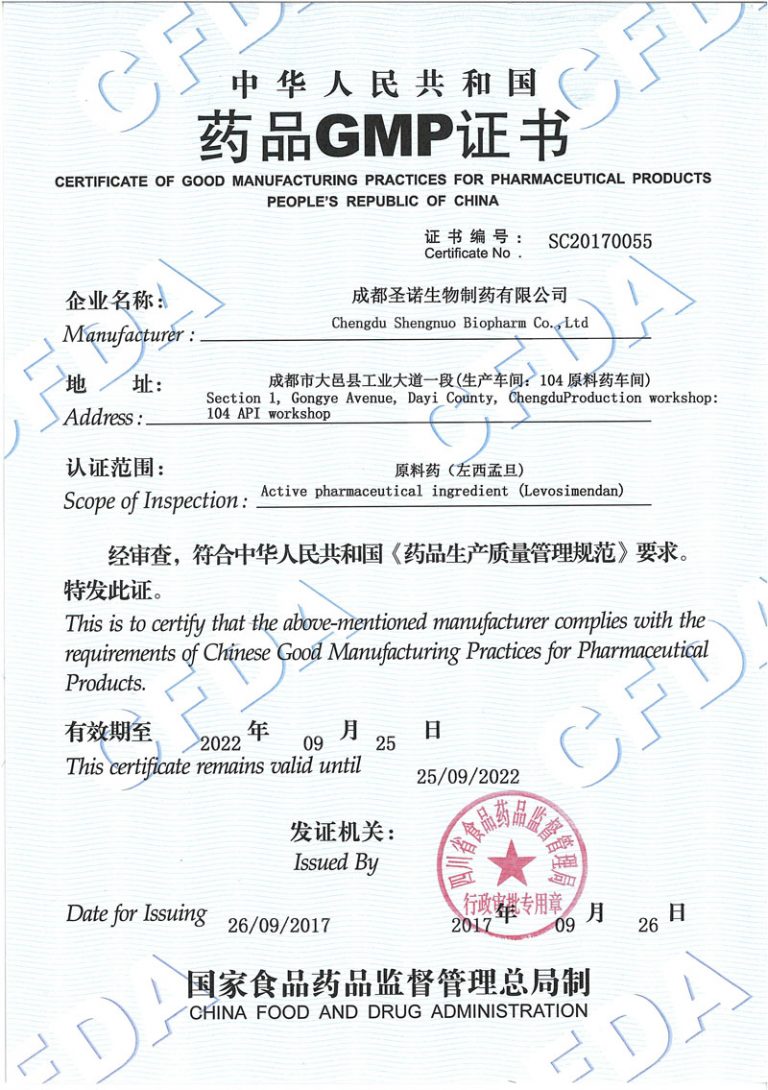 中华人民共和国
药品GMP证书
CERTIFICATE OF GOOD MANUFACTURING PRACTICES FOR PHARMACEUTICAL PRODUCTS
PEOPLE'S REPUBLIC OF CHINA
证书编号: SC20170055
Certificate No .
企业名称: 成都圣诺生物制药有限公司
Manufacturer : Chengdu Shengnuo Biopharm Co.,Ltd
地 址: 成都市大邑县工业大道一段(生产车间: 104 原料药车间)
Section 1, Gongye Avenue, Dayi County, ChengduProduction workshop:
Address : 104 API workshop
认证范围: 原料药 (左西孟旦)
Scope of Inspection : Active pharmaceutical ingredient (Levosimendan)
经审查,符合中华人民共和国《药品生产质量管理规范》要求。
特发此证。
This is to certify that the above-mentioned manufacturer complies with the
requirements of Chinese Good Manufacturing Practices for Pharmaceutical
Products.
有效期至 2022 年 09 月 25 日
This certificate remains valid until 25/09/2022
发证机关:
Issued By
四川省食品药品监督管理局
行政审批专用章
Date for Issuing 26/09/2017 2017 年 09 月 26 日
国家食品药品监督管理总局制
CHINA FOOD AND DRUG ADMINISTRATION
CFDA
CFDA
CFDA
CFDA
CFDA
CFDA
CFDA
CFDA